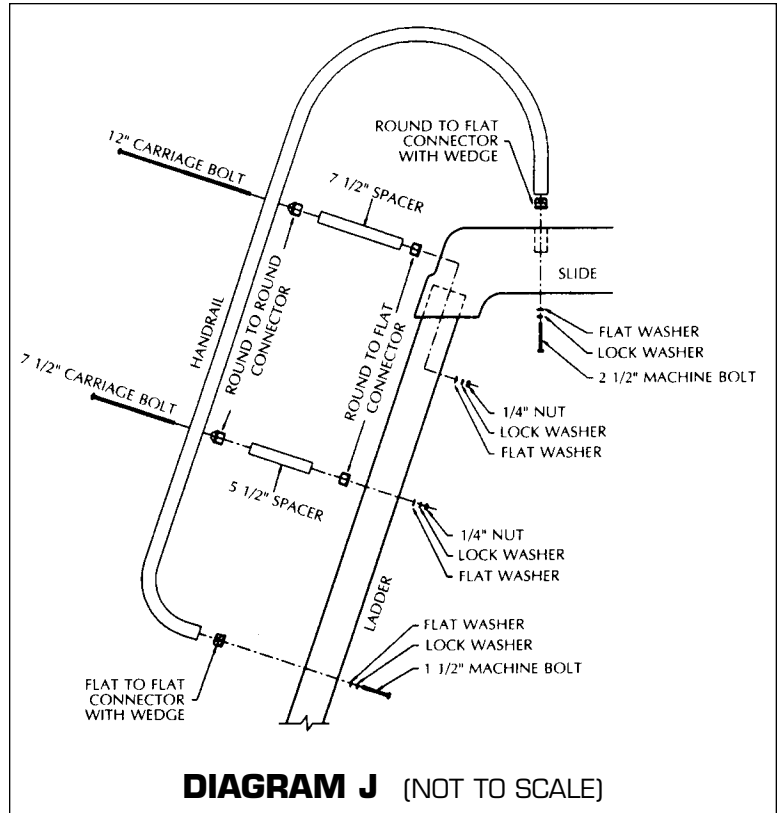 ROUND TO FLAT
CONNECTOR
WITH WEDGE
12" CARRIAGE BOLT
7 1/2" SPACER
SLIDE
HANDRAIL
ROUND TO ROUND
CONNECTOR
ROUND TO FLAT
CONNECTOR
FLAT WASHER
LOCK WASHER
2 1/2" MACHINE BOLT
7 1/2" CARRIAGE BOLT
1/4" NUT
LOCK WASHER
FLAT WASHER
5 1/2" SPACER
1/4" NUT
LOCK WASHER
FLAT WASHER
LADDER
FLAT WASHER
LOCK WASHER
1 1/2" MACHINE BOLT
FLAT TO FLAT
CONNECTOR
WITH WEDGE
DIAGRAM J (NOT TO SCALE)